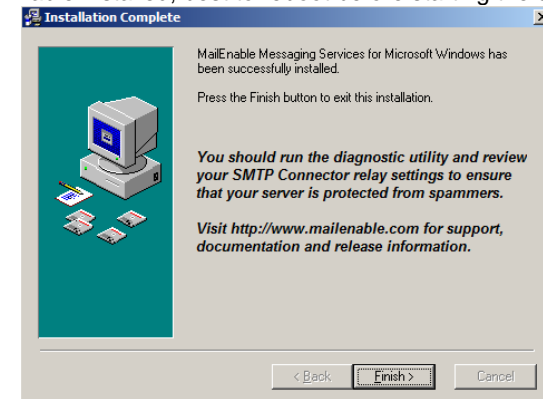 Installation Complete
MailEnable Messaging Services for Microsoft Windows has
been successfully installed.
Press the Finish button to exit this installation.
You should run the diagnostic utility and review
your SMTP Connector relay settings to ensure
that your server is protected from spammers.
Visit http://www.mailenable.com for support,
documentation and release information.
< Back
Finish >
Cancel